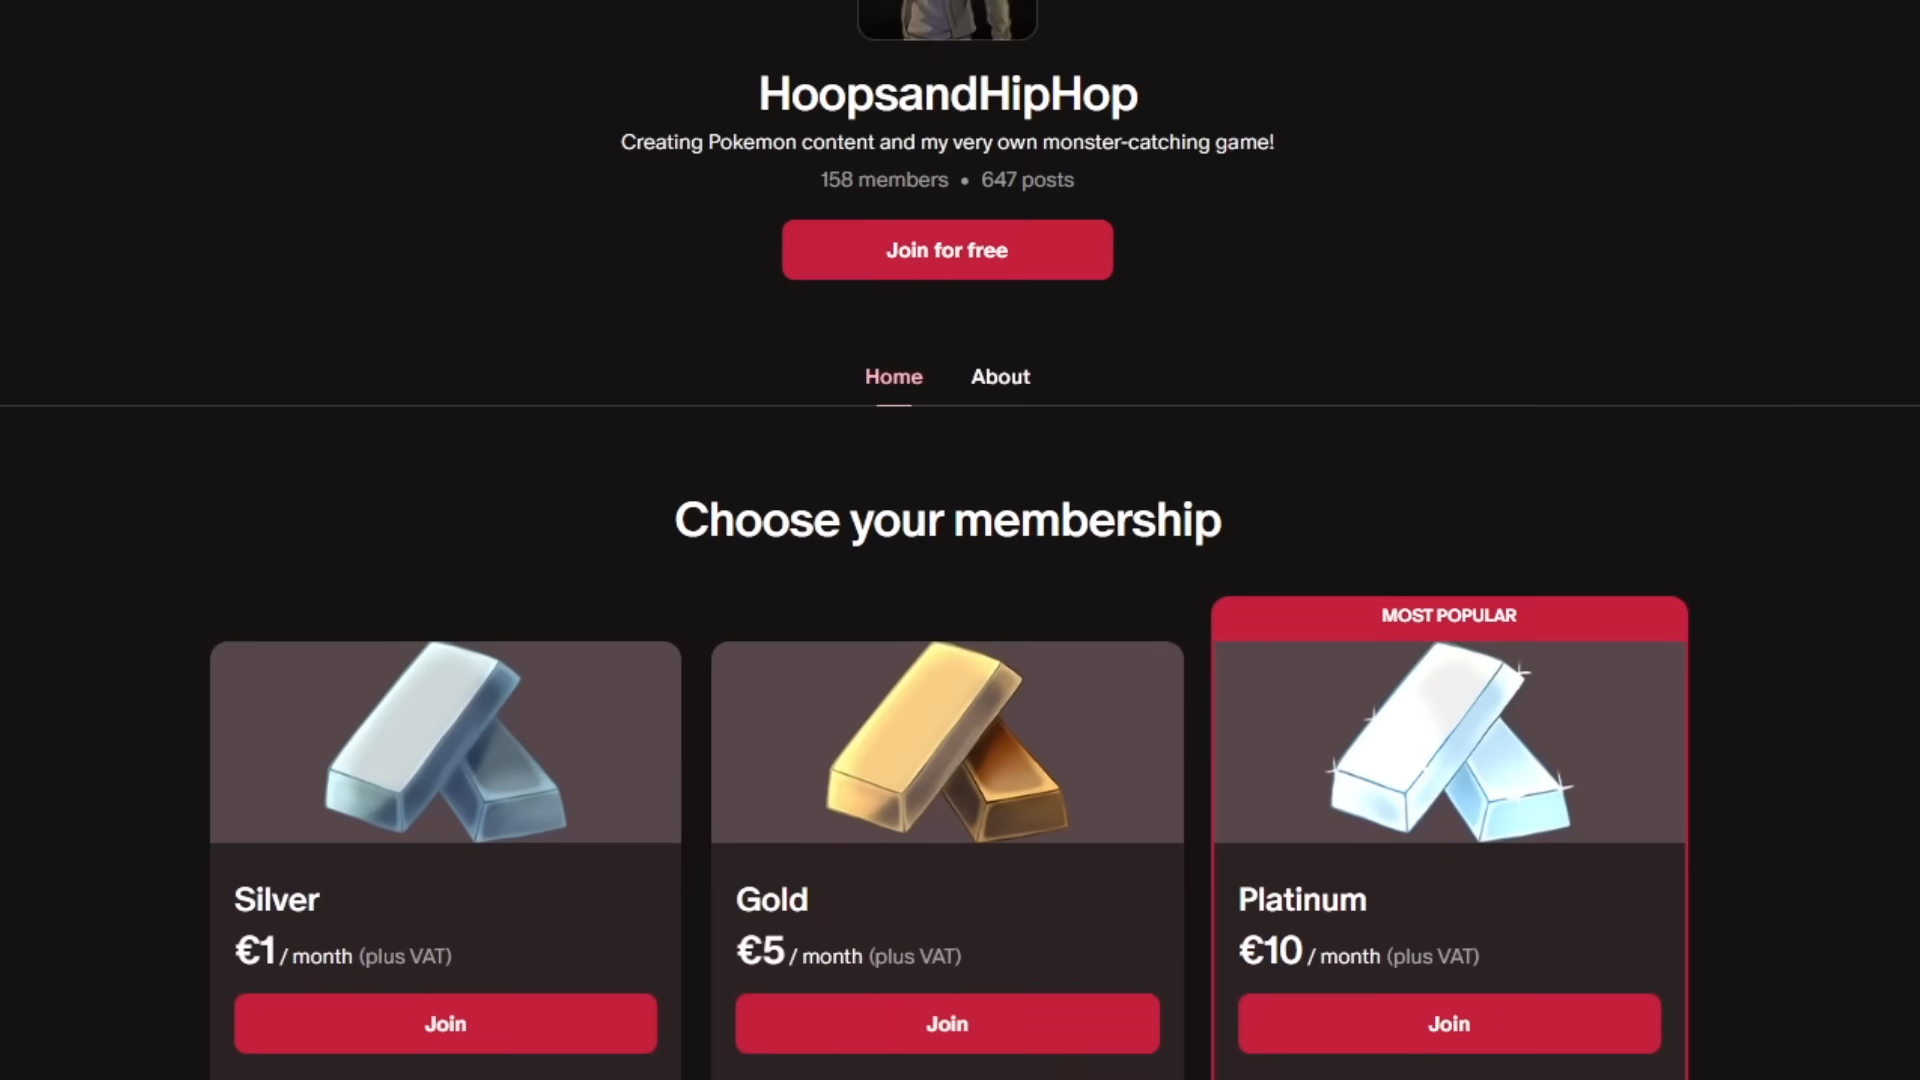 HoopsandHipHop
Creating Pokemon content and my very own monster-catching game!
158 members • 647 posts
Join for free
Home About
Choose your membership
MOST POPULAR
Silver
€1 / month (plus VAT)
Join
Gold
€5 / month (plus VAT)
Join
Platinum
€10 / month (plus VAT)
Join